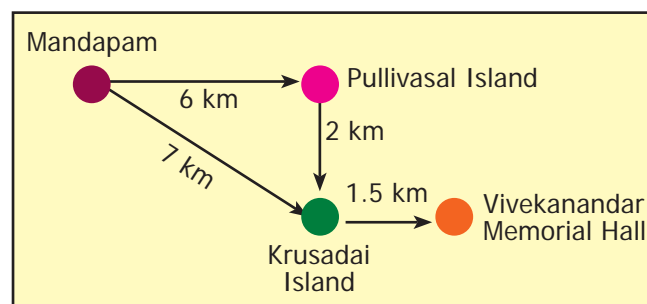 Mandapam
6 km
Pullivasal Island
2 km
7 km
1.5 km
Krusadai
Island
Vivekanandar
Memorial Hall